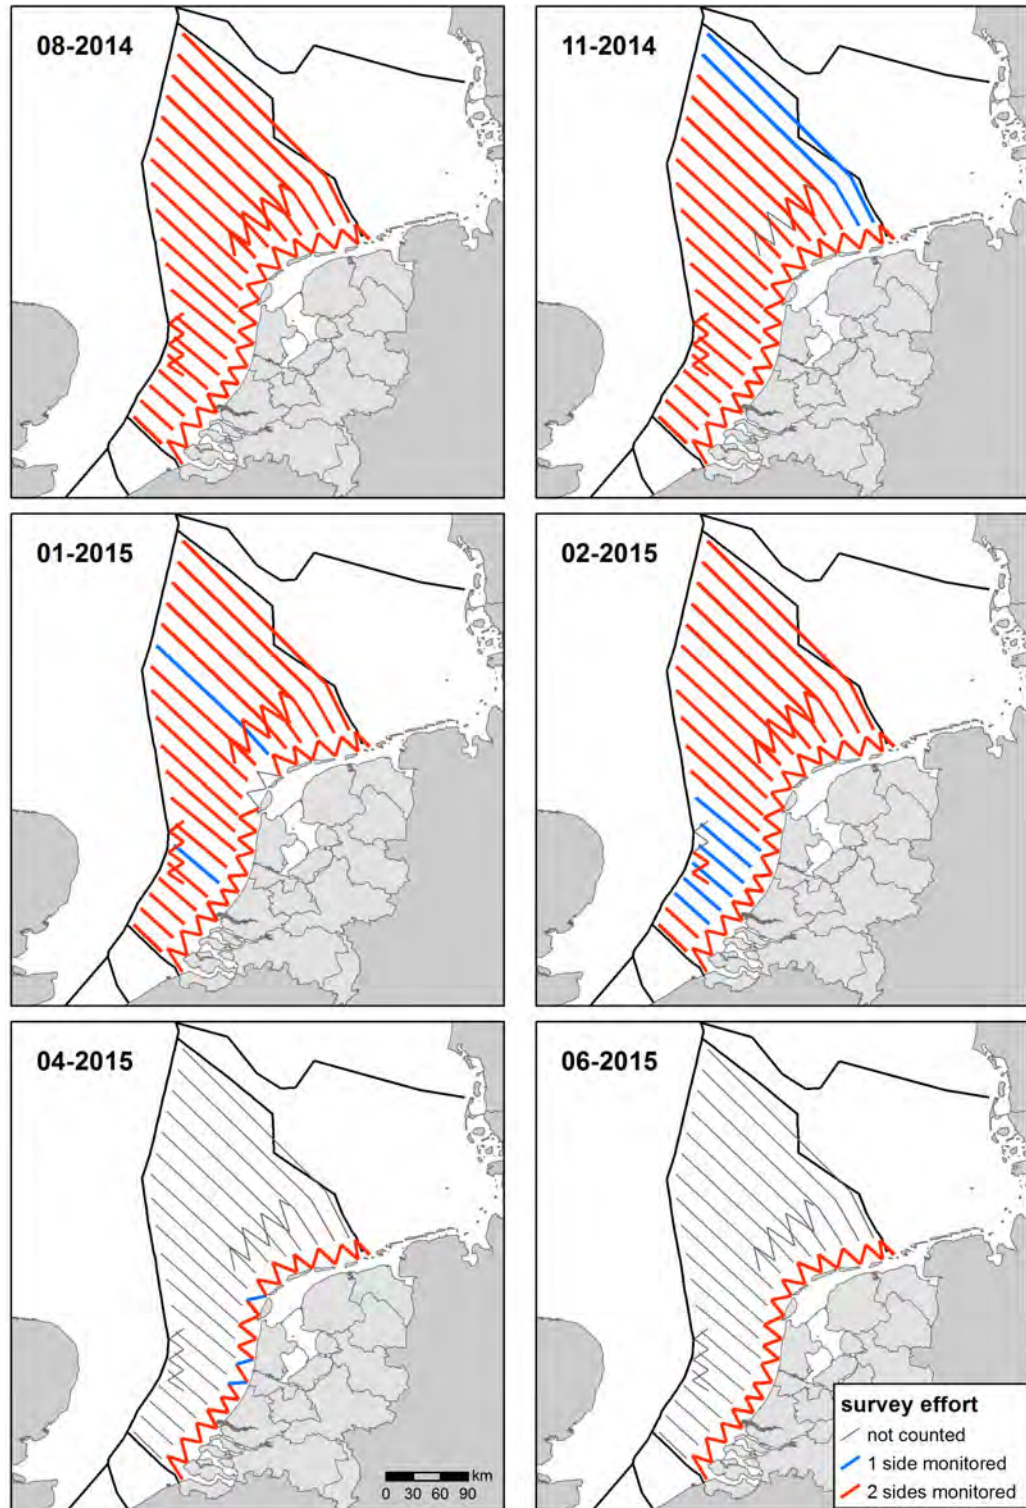 08-2014
11-2014
01-2015
02-2015
04-2015
06-2015
km
0 30 60 90
survey effort
not counted
1 side monitored
2 sides monitored